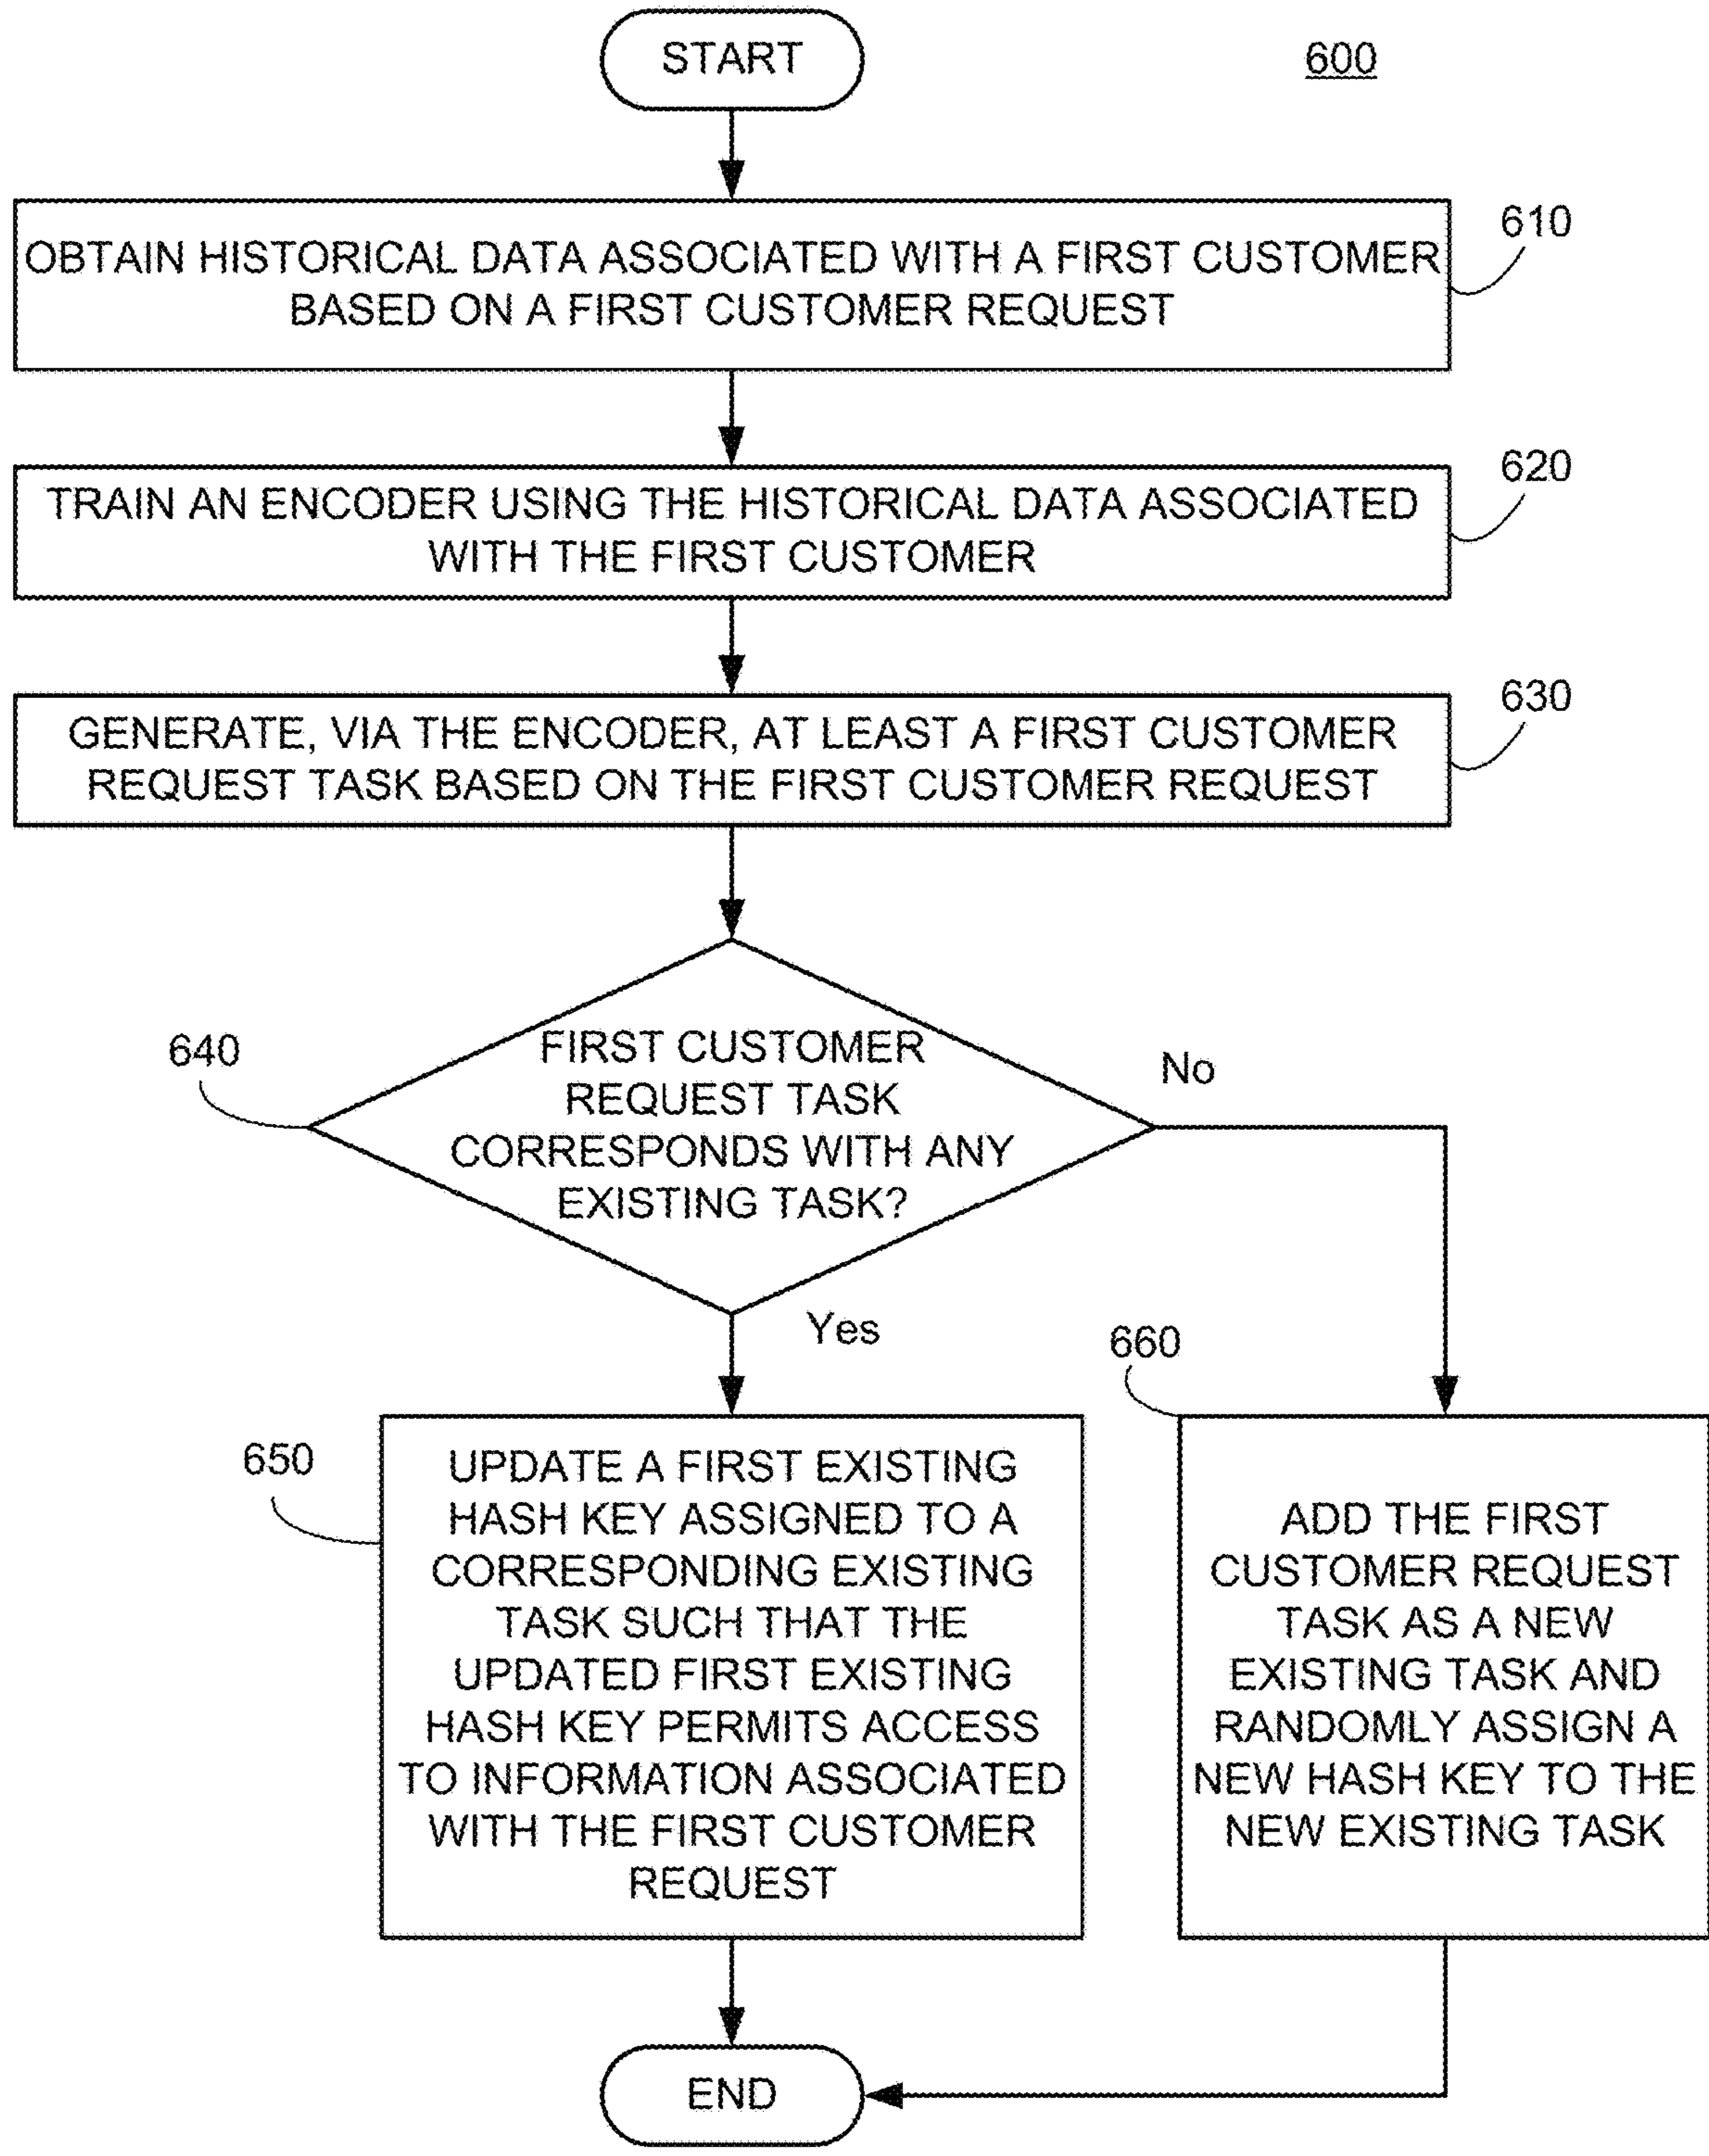 START
600
610
OBTAIN HISTORICAL DATA ASSOCIATED WITH A FIRST CUSTOMER
BASED ON A FIRST CUSTOMER REQUEST
620
TRAIN AN ENCODER USING THE HISTORICAL DATA ASSOCIATED
WITH THE FIRST CUSTOMER
630
GENERATE, VIA THE ENCODER, AT LEAST A FIRST CUSTOMER
REQUEST TASK BASED ON THE FIRST CUSTOMER REQUEST
640
FIRST CUSTOMER
REQUEST TASK
CORRESPONDS WITH ANY
EXISTING TASK?
No
Yes
650
UPDATE A FIRST EXISTING
HASH KEY ASSIGNED TO A
CORRESPONDING EXISTING
TASK SUCH THAT THE
UPDATED FIRST EXISTING
HASH KEY PERMITS ACCESS
TO INFORMATION ASSOCIATED
WITH THE FIRST CUSTOMER
REQUEST
660
ADD THE FIRST
CUSTOMER REQUEST
TASK AS A NEW
EXISTING TASK AND
RANDOMLY ASSIGN A
NEW HASH KEY TO THE
NEW EXISTING TASK
END